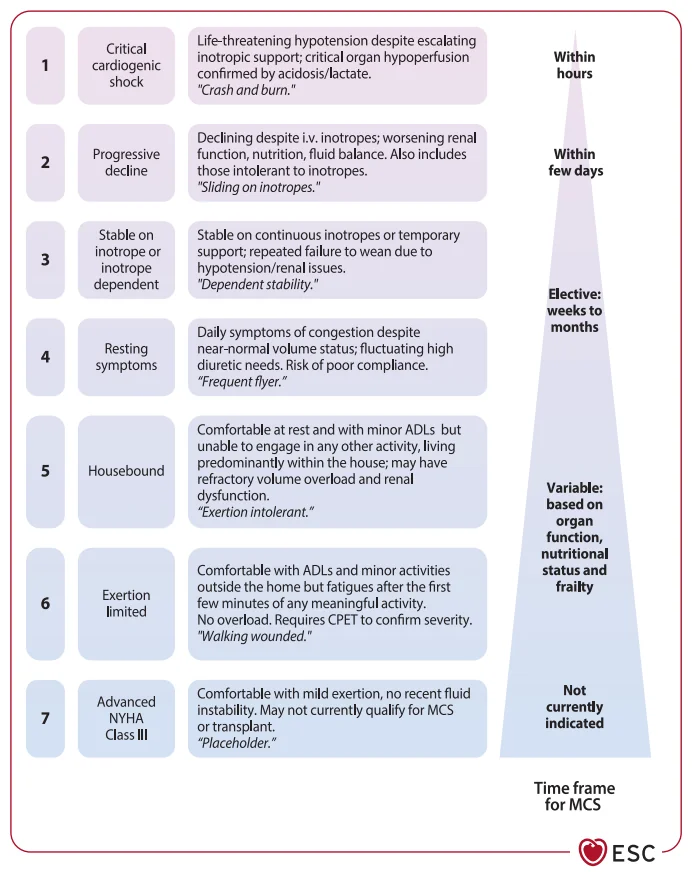 1
Critical
cardiogenic
shock
Life-threatening hypotension despite escalating
inotropic support; critical organ hypoperfusion
confirmed by acidosis/lactate.
"Crash and burn."
Within
hours
2
Progressive
decline
Declining despite i.v. inotropes; worsening renal
function, nutrition, fluid balance. Also includes
those intolerant to inotropes.
"Sliding on inotropes."
Within
few days
3
Stable on
inotrope or
inotrope
dependent
Stable on continuous inotropes or temporary
support; repeated failure to wean due to
hypotension/renal issues.
"Dependent stability."
Elective:
weeks to
months
4
Resting
symptoms
Daily symptoms of congestion despite
near-normal volume status; fluctuating high
diuretic needs. Risk of poor compliance.
“Frequent flyer.”
5
Housebound
Comfortable at rest and with minor ADLs but
unable to engage in any other activity, living
predominantly within the house; may have
refractory volume overload and renal
dysfunction.
“Exertion intolerant.”
Variable:
based on
organ
function,
nutritional
status and
frailty
6
Exertion
limited
Comfortable with ADLs and minor activities
outside the home but fatigues after the first
few minutes of any meaningful activity.
No overload. Requires CPET to confirm severity.
"Walking wounded."
7
Advanced
NYHA
Class III
Comfortable with mild exertion, no recent fluid
instability. May not currently qualify for MCS
or transplant.
“Placeholder.”
Not
currently
indicated
Time frame
for MCS
ESC